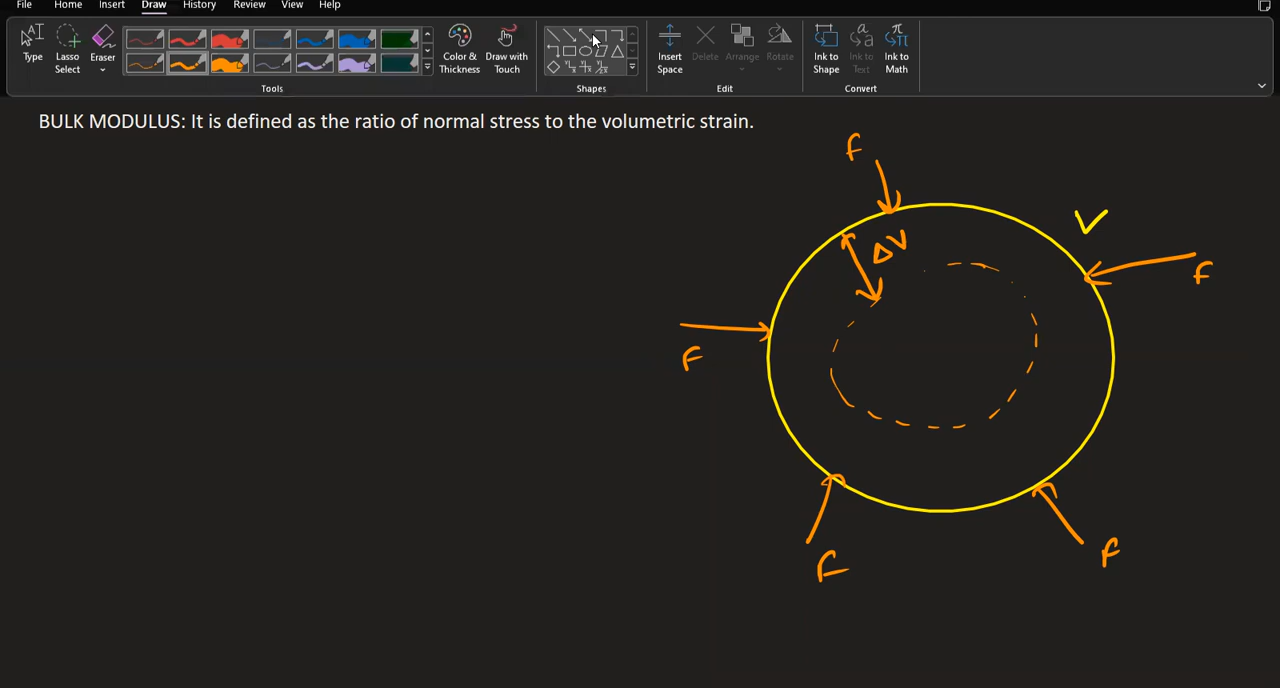 File Home Insert Draw History Review View Help
Type Lasso Select Eraser Color & Thickness Draw with Touch Insert Space Delete Arrange Rotate Ink to Shape Ink to Text Ink to Math
Tools Shapes Edit Convert
BULK MODULUS: It is defined as the ratio of normal stress to the volumetric strain.
F
V
ΔV
F
F
F
F